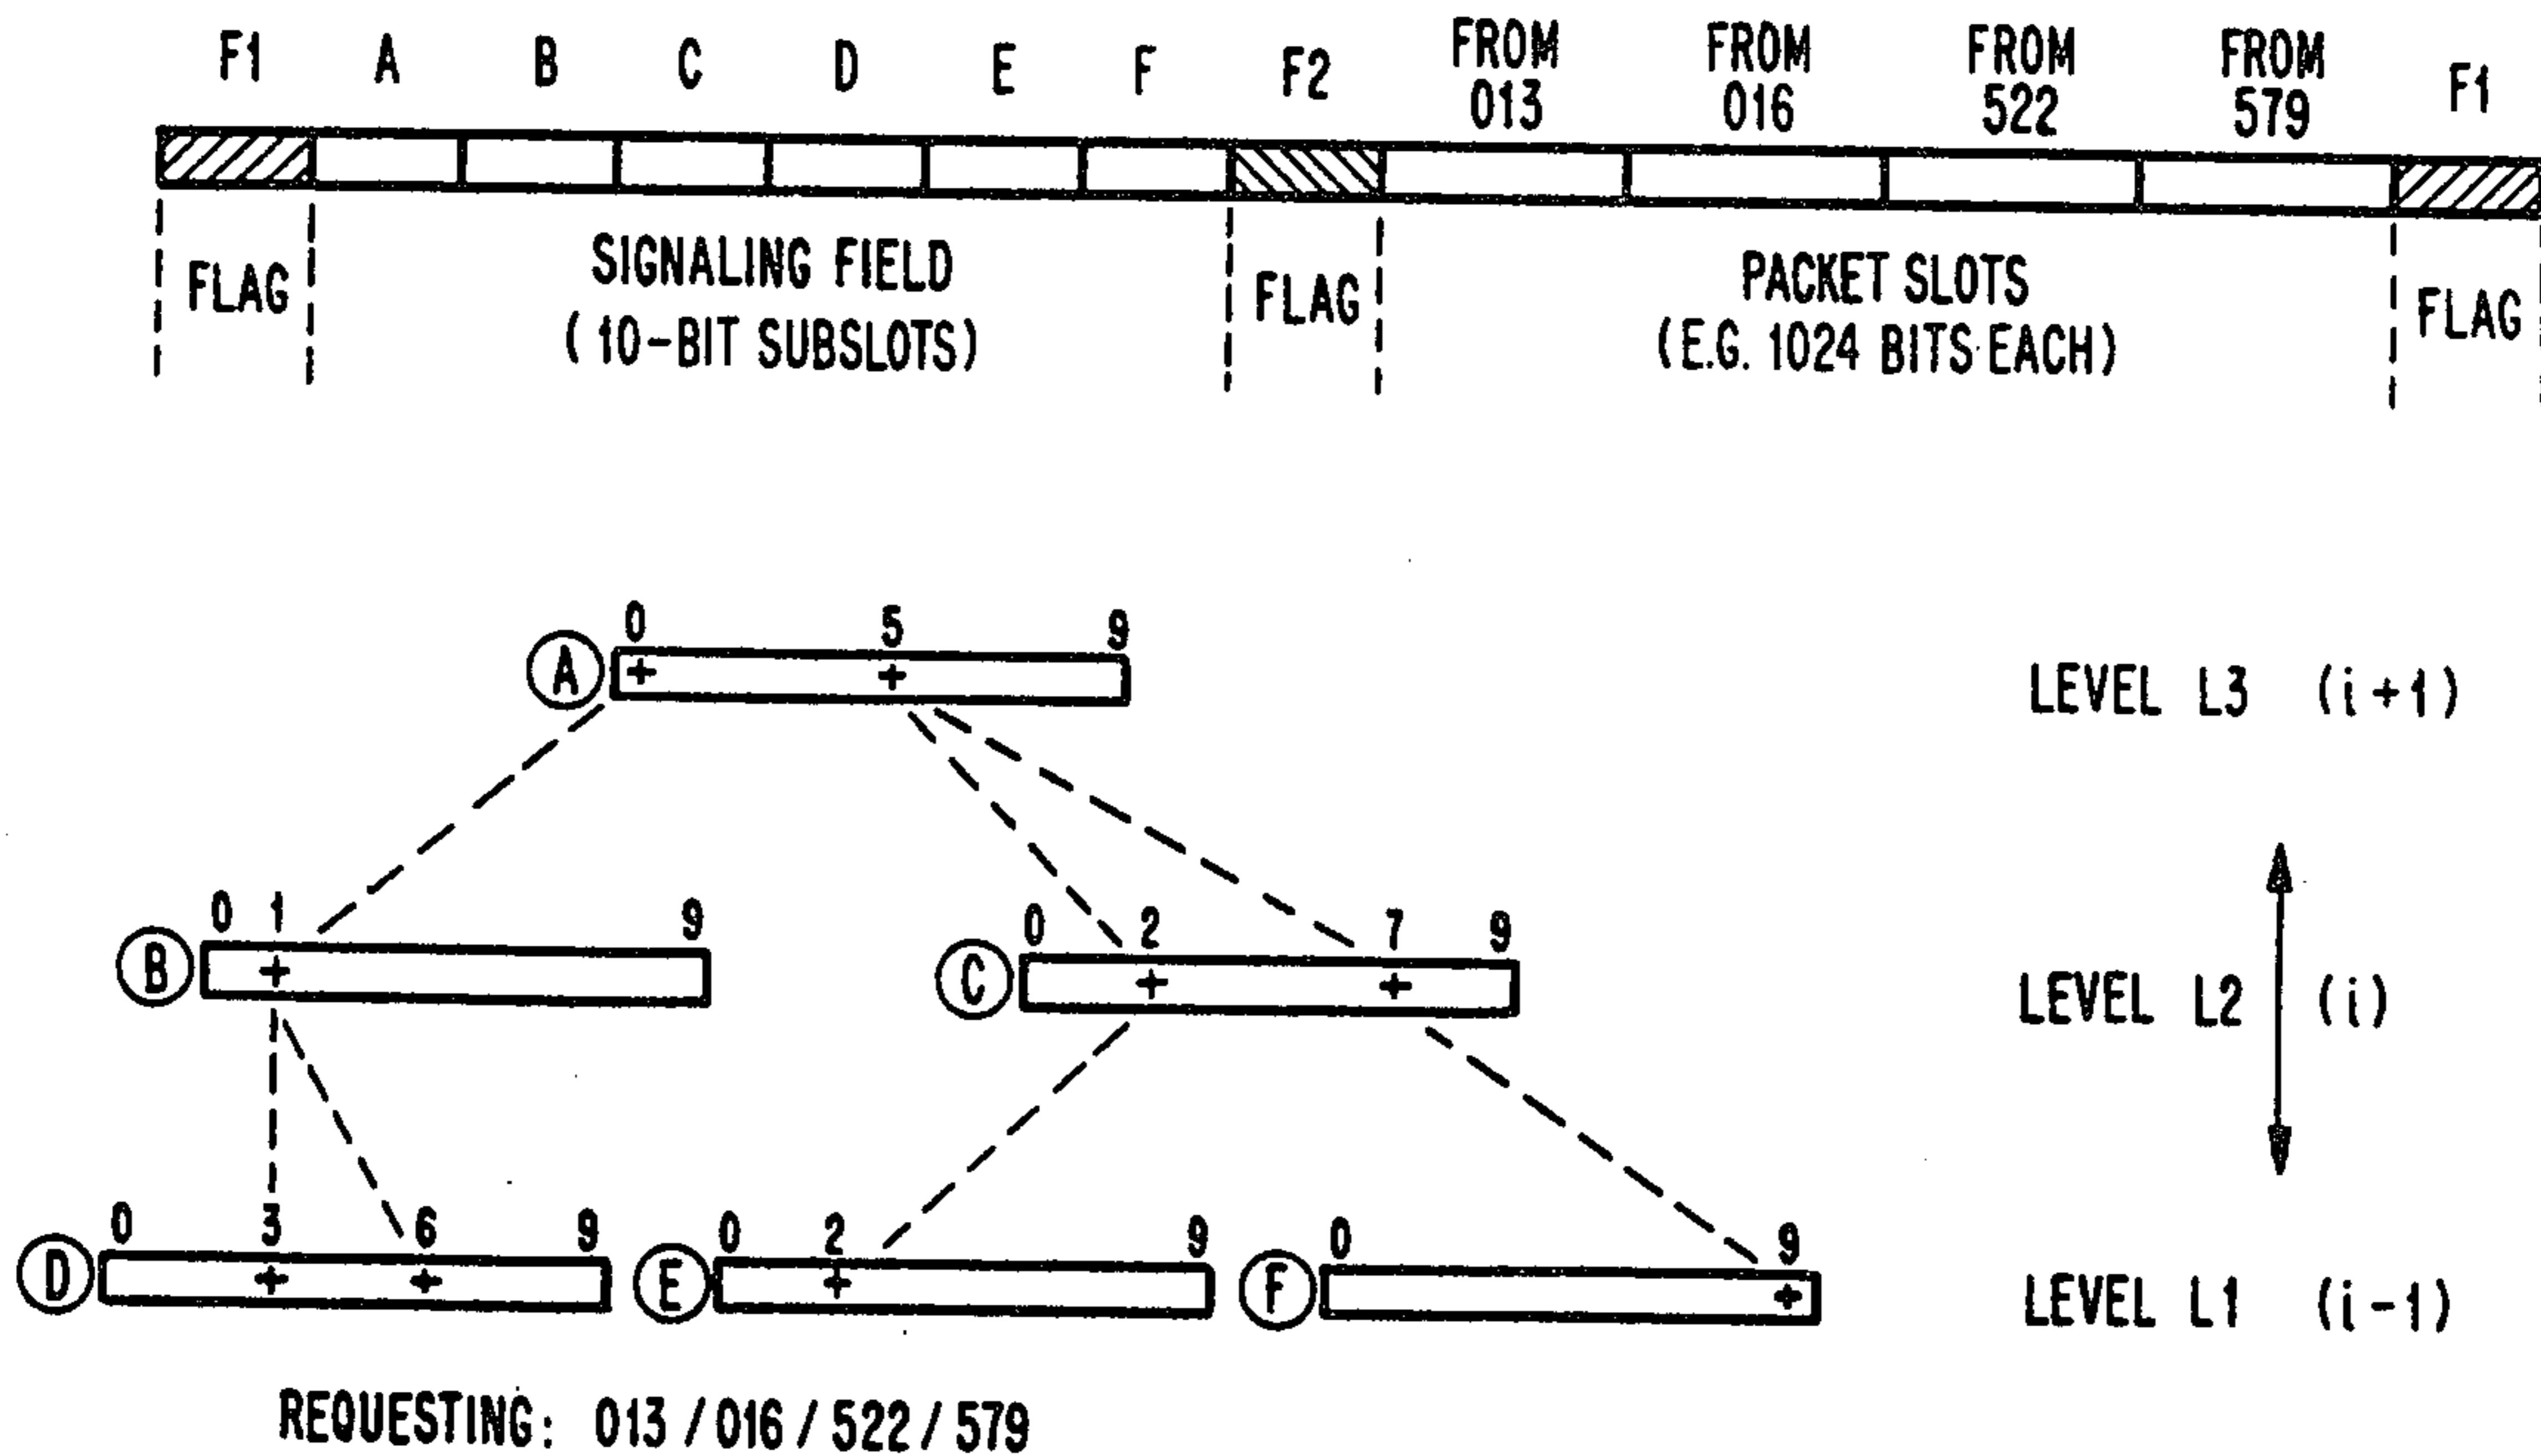 F1 A B C D E F F2 FROM 013 FROM 016 FROM 522 FROM 579 F1
FLAG
SIGNALING FIELD
(10-BIT SUBSLOTS)
FLAG
PACKET SLOTS
(E.G. 1024 BITS EACH)
FLAG
0 5 9
A + +
LEVEL L3 (i+1)
0 1 9
B +
0 2 7 9
C + +
LEVEL L2 (i)
0 3 6 9
D + +
0 2 9
E +
0 9
F +
LEVEL L1 (i-1)
REQUESTING: 013 / 016 / 522 / 579